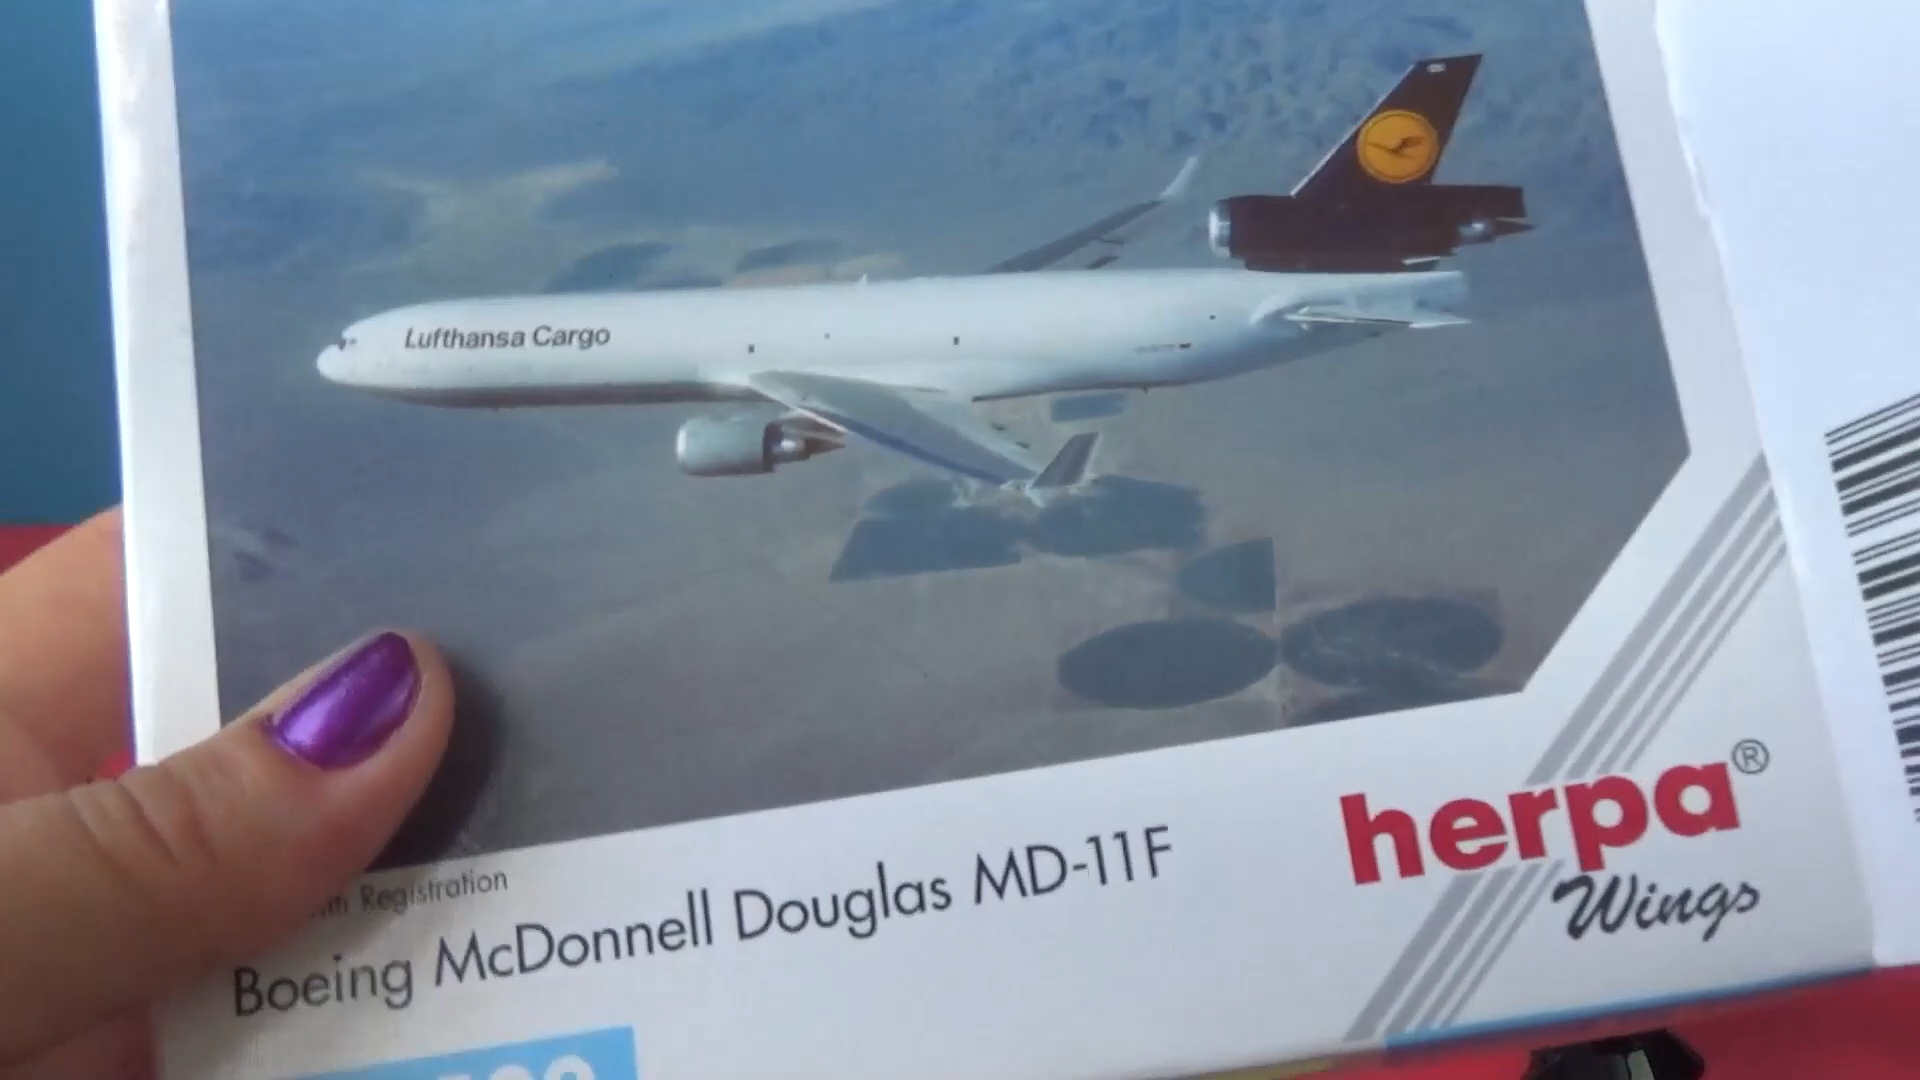 Lufthansa Cargo
herpa®
Wings
Registration
Boeing McDonnell Douglas MD-11F